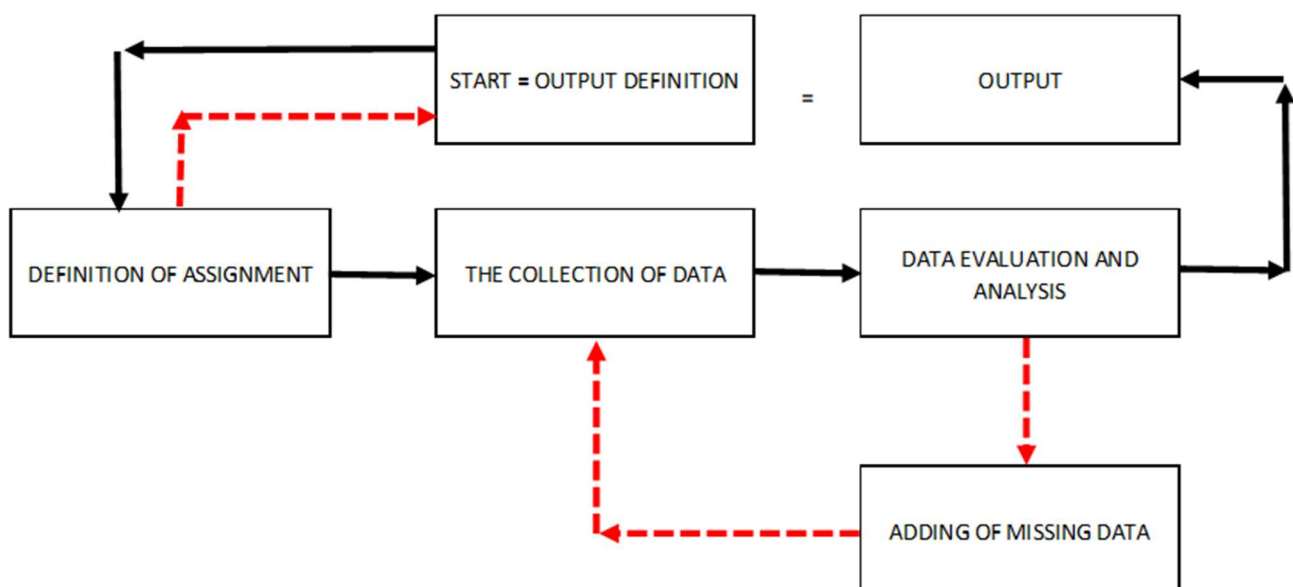 START = OUTPUT DEFINITION
=
OUTPUT
DEFINITION OF ASSIGNMENT
THE COLLECTION OF DATA
DATA EVALUATION AND
ANALYSIS
ADDING OF MISSING DATA